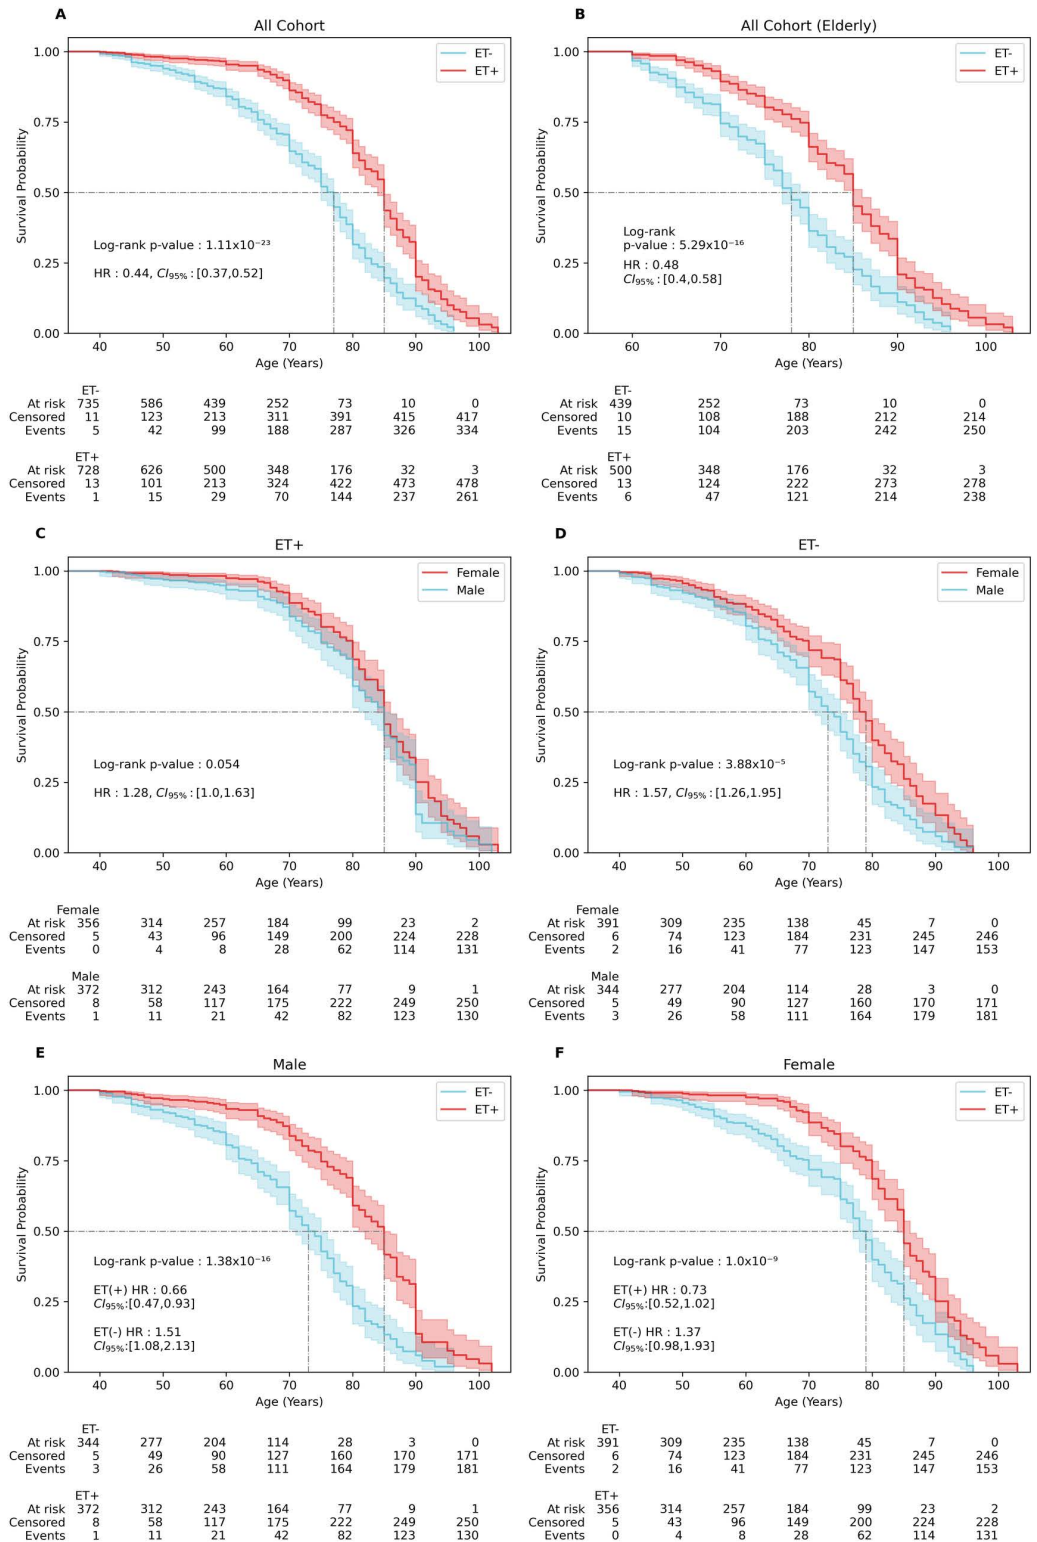 A
All Cohort
ET-
ET+
1.00
0.75
0.50
0.25
0.00
Survival Probability
Log-rank p-value : 1.11x10⁻²³
HR : 0.44, CI95% : [0.37,0.52]
40 50 60 70 80 90 100
Age (Years)
ET-
At risk 735 586 439 252 73 10 0
Censored 11 123 213 311 391 415 417
Events 5 42 99 188 287 326 334
ET+
At risk 728 626 500 348 176 32 3
Censored 13 101 213 324 422 473 478
Events 1 15 29 70 144 237 261
B
All Cohort (Elderly)
ET-
ET+
1.00
0.75
0.50
0.25
0.00
Survival Probability
Log-rank
p-value : 5.29x10⁻¹⁶
HR : 0.48
CI95% : [0.4,0.58]
60 70 80 90 100
Age (Years)
ET-
At risk 439 252 73 10 0
Censored 10 108 188 212 214
Events 15 104 203 242 250
ET+
At risk 500 348 176 32 3
Censored 13 124 222 273 278
Events 6 47 121 214 238
C
ET+
Female
Male
1.00
0.75
0.50
0.25
0.00
Survival Probability
Log-rank p-value : 0.054
HR : 1.28, CI95% : [1.0,1.63]
40 50 60 70 80 90 100
Age (Years)
Female
At risk 356 314 257 184 99 23 2
Censored 5 43 96 149 200 224 228
Events 0 4 8 28 62 114 131
Male
At risk 372 312 243 164 77 9 1
Censored 8 58 117 175 222 249 250
Events 1 11 21 42 82 123 130
D
ET-
Female
Male
1.00
0.75
0.50
0.25
0.00
Survival Probability
Log-rank p-value : 3.88x10⁻⁵
HR : 1.57, CI95% : [1.26,1.95]
40 50 60 70 80 90 100
Age (Years)
Female
At risk 391 309 235 138 45 7 0
Censored 6 74 123 184 231 245 246
Events 2 16 41 77 123 147 153
Male
At risk 344 277 204 114 28 3 0
Censored 5 49 90 127 160 170 171
Events 3 26 58 111 164 179 181
E
Male
ET-
ET+
1.00
0.75
0.50
0.25
0.00
Survival Probability
Log-rank p-value : 1.38x10⁻¹⁶
ET(+) HR : 0.66
CI95%:[0.47,0.93]
ET(-) HR : 1.51
CI95%:[1.08,2.13]
40 50 60 70 80 90 100
Age (Years)
ET-
At risk 344 277 204 114 28 3 0
Censored 5 49 90 127 160 170 171
Events 3 26 58 111 164 179 181
ET+
At risk 372 312 243 164 77 9 1
Censored 8 58 117 175 222 249 250
Events 1 11 21 42 82 123 130
F
Female
ET-
ET+
1.00
0.75
0.50
0.25
0.00
Survival Probability
Log-rank p-value : 1.0x10⁻⁹
ET(+) HR : 0.73
CI95%:[0.52,1.02]
ET(-) HR : 1.37
CI95%:[0.98,1.93]
40 50 60 70 80 90 100
Age (Years)
ET-
At risk 391 309 235 138 45 7 0
Censored 6 74 123 184 231 245 246
Events 2 16 41 77 123 147 153
ET+
At risk 356 314 257 184 99 23 2
Censored 5 43 96 149 200 224 228
Events 0 4 8 28 62 114 131